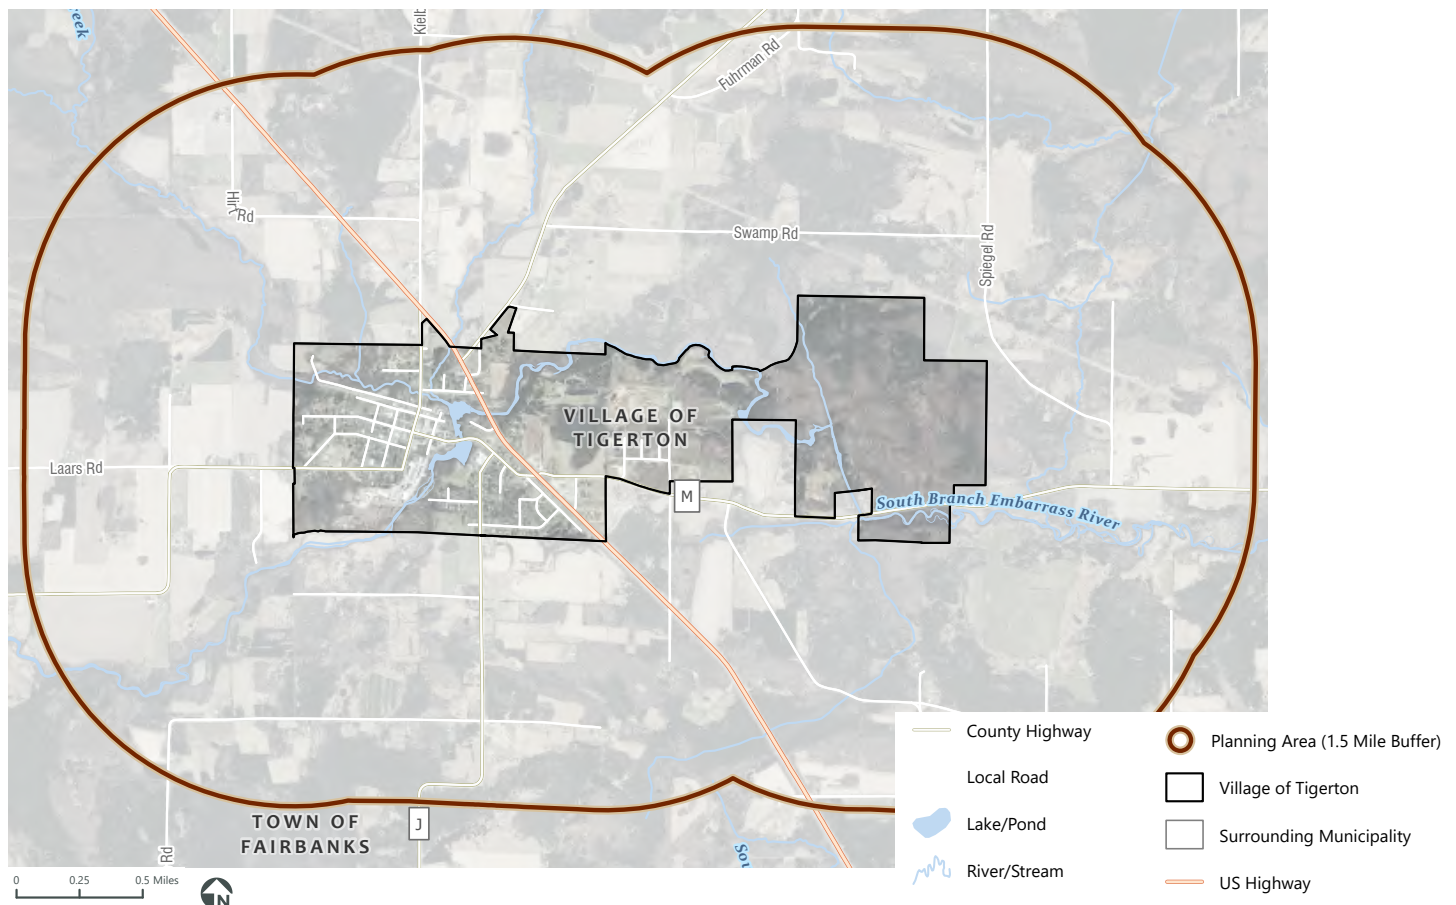 eek
Kielb
Fuhrman Rd
Hirt Rd
Swamp Rd
Spiegel Rd
VILLAGE OF
TIGERTON
Laars Rd
M
South Branch Embarrass River
TOWN OF
FAIRBANKS
J
Rd
Sou
County Highway
Local Road
Lake/Pond
River/Stream
Planning Area (1.5 Mile Buffer)
Village of Tigerton
Surrounding Municipality
US Highway
0 0.25 0.5 Miles
N